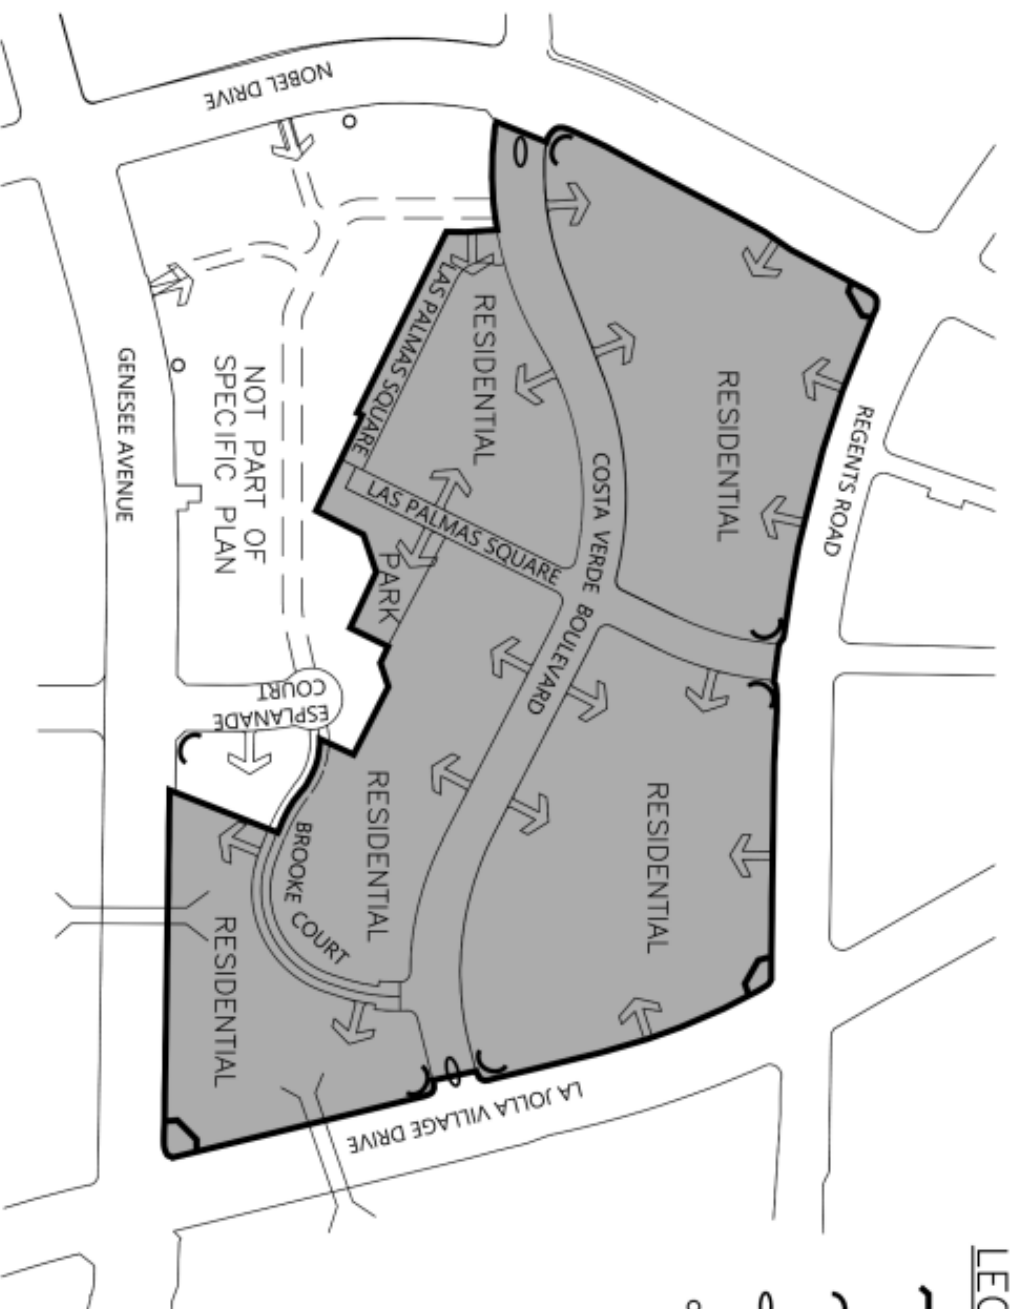 NOBEL DRIVE
LAS PALMAS SQUARE
RESIDENTIAL
RESIDENTIAL
GENESEE AVENUE
NOT PART OF
SPECIFIC PLAN
REGENTS ROAD
COSTA VERDE BOULEVARD
LAS PALMAS SQUARE
PARK
ESPLANADE
COURT
RESIDENTIAL
RESIDENTIAL
BROOKE COURT
RESIDENTIAL
LA JOLLA VILLAGE DRIVE